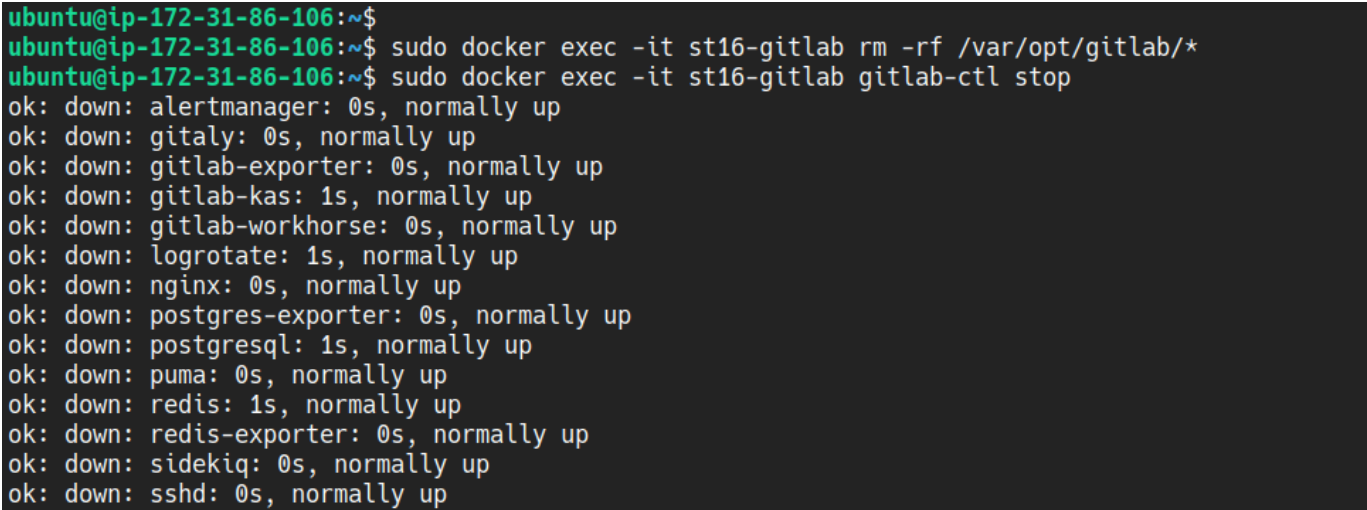 ubuntu@ip-172-31-86-106:~$
ubuntu@ip-172-31-86-106:~$ sudo docker exec -it st16-gitlab rm -rf /var/opt/gitlab/*
ubuntu@ip-172-31-86-106:~$ sudo docker exec -it st16-gitlab gitlab-ctl stop
ok: down: alertmanager: 0s, normally up
ok: down: gitaly: 0s, normally up
ok: down: gitlab-exporter: 0s, normally up
ok: down: gitlab-kas: 1s, normally up
ok: down: gitlab-workhorse: 0s, normally up
ok: down: logrotate: 1s, normally up
ok: down: nginx: 0s, normally up
ok: down: postgres-exporter: 0s, normally up
ok: down: postgresql: 1s, normally up
ok: down: puma: 0s, normally up
ok: down: redis: 1s, normally up
ok: down: redis-exporter: 0s, normally up
ok: down: sidekiq: 0s, normally up
ok: down: sshd: 0s, normally up